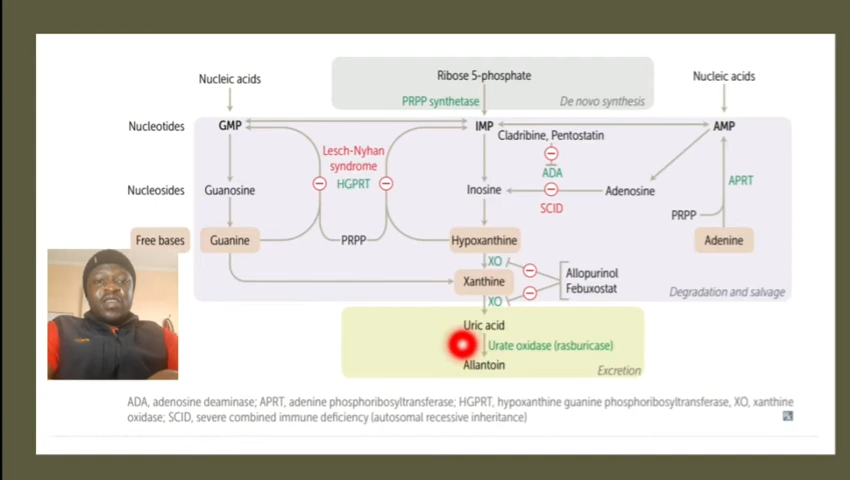 Ribose 5-phosphate
Nucleic acids
Nucleic acids
PRPP synthetase
De novo synthesis
Nucleotides
GMP
IMP
AMP
Cladribine, Pentostatin
Lesch-Nyhan
syndrome
HGPRT
ADA
APRT
Nucleosides
Guanosine
Inosine
Adenosine
SCID
PRPP
Free bases
Guanine
PRPP
Hypoxanthine
Adenine
XO
Allopurinol
Febuxostat
Xanthine
XO
Degradation and salvage
Uric acid
Urate oxidase (rasburicase)
Allantoin
Excretion
ADA, adenosine deaminase; APRT, adenine phosphoribosyltransferase; HGPRT, hypoxanthine guanine phosphoribosyltransferase, XO, xanthine
oxidase; SCID, severe combined immune deficiency (autosomal recessive inheritance)